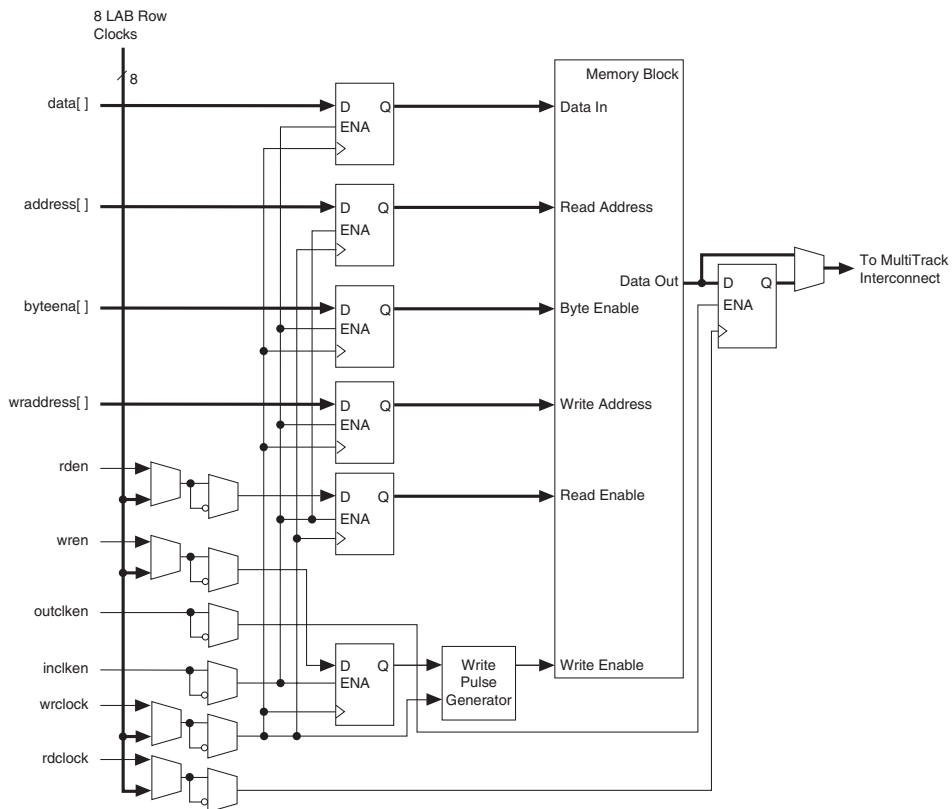 8 LAB Row
Clocks
8
Memory Block
data[ ]
D Q
ENA
Data In
address[ ]
D Q
ENA
Read Address
To MultiTrack
Interconnect
Data Out
D Q
ENA
byteena[ ]
D Q
ENA
Byte Enable
wraddress[ ]
D Q
ENA
Write Address
rden
D Q
ENA
Read Enable
wren
outclken
inclken
D Q
ENA
Write
Pulse
Generator
Write Enable
wrclock
rdclock